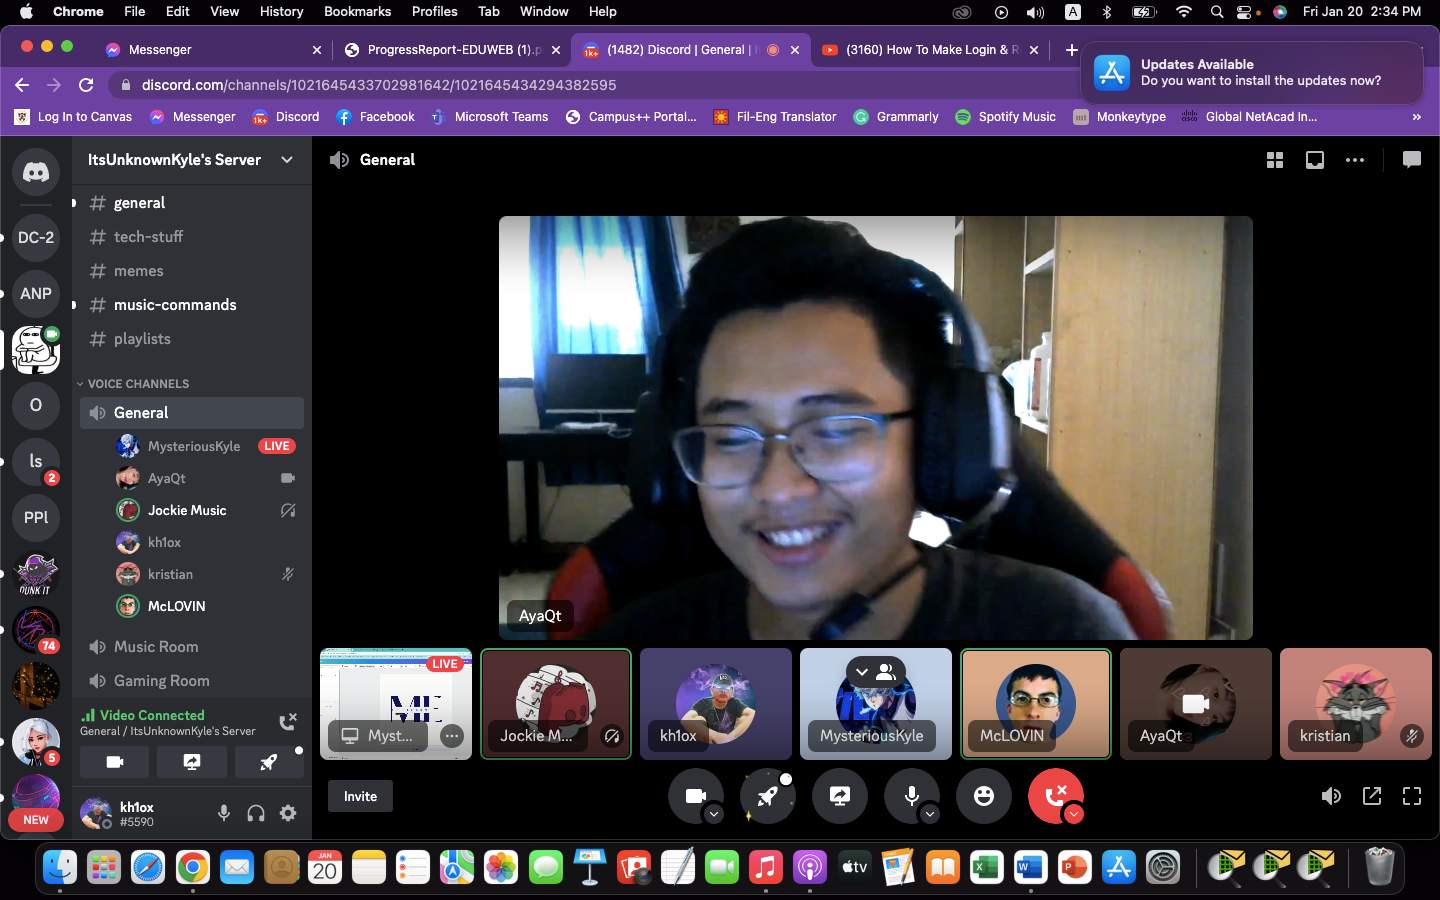 Chrome File Edit View History Bookmarks Profiles Tab Window Help A Fri Jan 20 2:34 PM
Messenger ProgressReport-EDUWEB (1).p (1482) Discord | General | (3160) How To Make Login & R
Updates Available
Do you want to install the updates now?
discord.com/channels/1021645433702981642/1021645434294382595
Log In to Canvas Messenger Discord Facebook Microsoft Teams Campus++ Portal... Fil-Eng Translator Grammarly Spotify Music mt Monkeytype Global NetAcad In... »
ItsUnknownKyle's Server
General
general
DC-2
tech-stuff
memes
ANP
music-commands
playlists
VOICE CHANNELS
O
General
MysteriousKyle LIVE
ls
2
AyaQt
Jockie Music
PPl
kh1ox
kristian
DUNK IT
McLOVIN
74
Music Room
Gaming Room
Video Connected
General / ItsUnknownKyle's Server
5
NEW
kh1ox
#5590
AyaQt
LIVE
Myst...
Jockie M...
kh1ox
MysteriousKyle
McLOVIN
AyaQt
kristian
Invite
JAN
20
tv